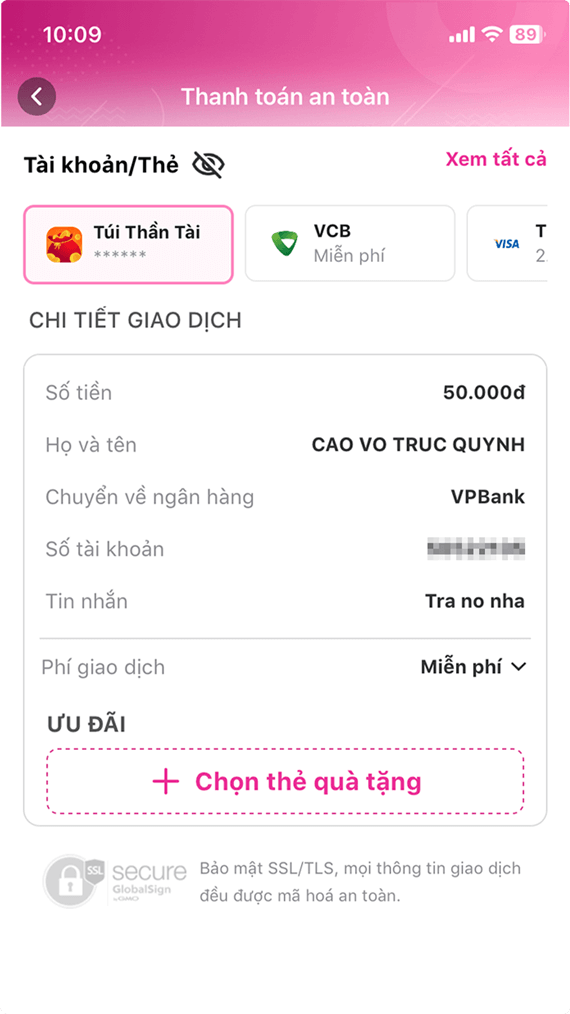 10:09
89
Thanh toán an toàn
Tài khoản/Thẻ
Xem tất cả
Túi Thần Tài
******
VCB
Miễn phí
VISA
T
2.
CHI TIẾT GIAO DỊCH
Số tiền 50.000đ
Họ và tên CAO VO TRUC QUYNH
Chuyển về ngân hàng VPBank
Số tài khoản
Tin nhắn Tra no nha
Phí giao dịch Miễn phí
ƯU ĐÃI
+ Chọn thẻ quà tặng
SSL
secure
GlobalSign
by GMO
Bảo mật SSL/TLS, mọi thông tin giao dịch
đều được mã hoá an toàn.